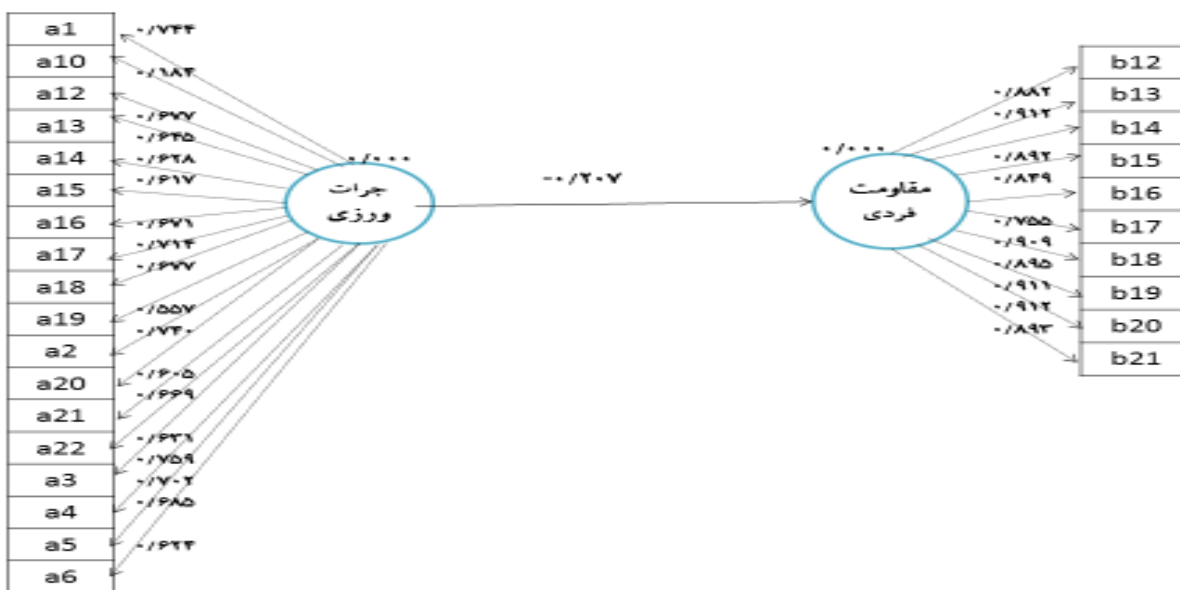 a1
a10
a12
a13
a14
a15
a16
a17
a18
a19
a2
a20
a21
a22
a3
a4
a5
a6
۰/۷۴۴
۰/۱۸۴
۰/۶۷۷
۰/۶۴۵
۰/۶۲۸
۰/۶۱۷
۰/۶۷۱
۰/۷۱۴
۰/۶۷۷
۰/۵۵۷
۰/۷۴۰
۰/۶۰۵
۰/۶۶۹
۰/۶۳۱
۰/۷۵۹
۰/۷۰۲
۰/۶۸۵
۰/۶۲۴
۰/۰۰۰
جرات
ورزی
-۰/۲۰۷
۰/۰۰۰
مقاومت
فردی
۰/۸۸۲
۰/۹۱۲
۰/۸۹۲
۰/۸۴۹
۰/۷۵۵
۰/۹۰۹
۰/۸۹۵
۰/۹۱۱
۰/۹۱۲
۰/۸۹۳
b12
b13
b14
b15
b16
b17
b18
b19
b20
b21